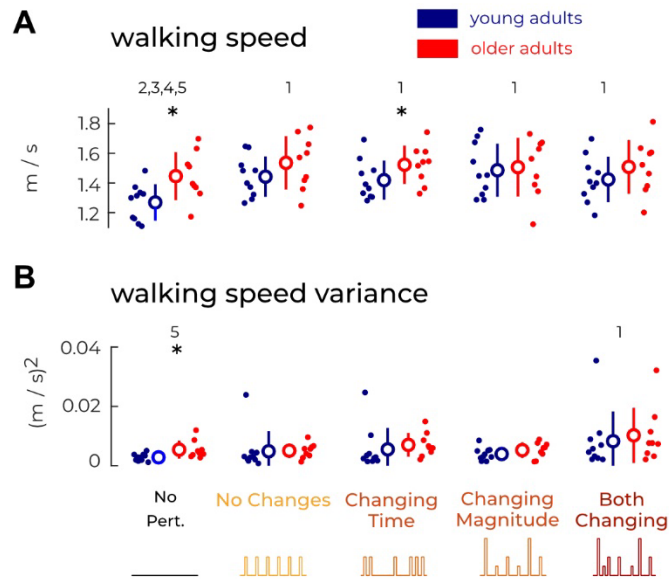 A
walking speed
young adults
older adults
2,3,4,5
1
1
1
1
*
*
m / s
1.8
1.6
1.4
1.2
B
walking speed variance
5
1
*
(m / s)²
0.04
0.02
0
No
Pert.
No Changes
Changing
Time
Changing
Magnitude
Both
Changing